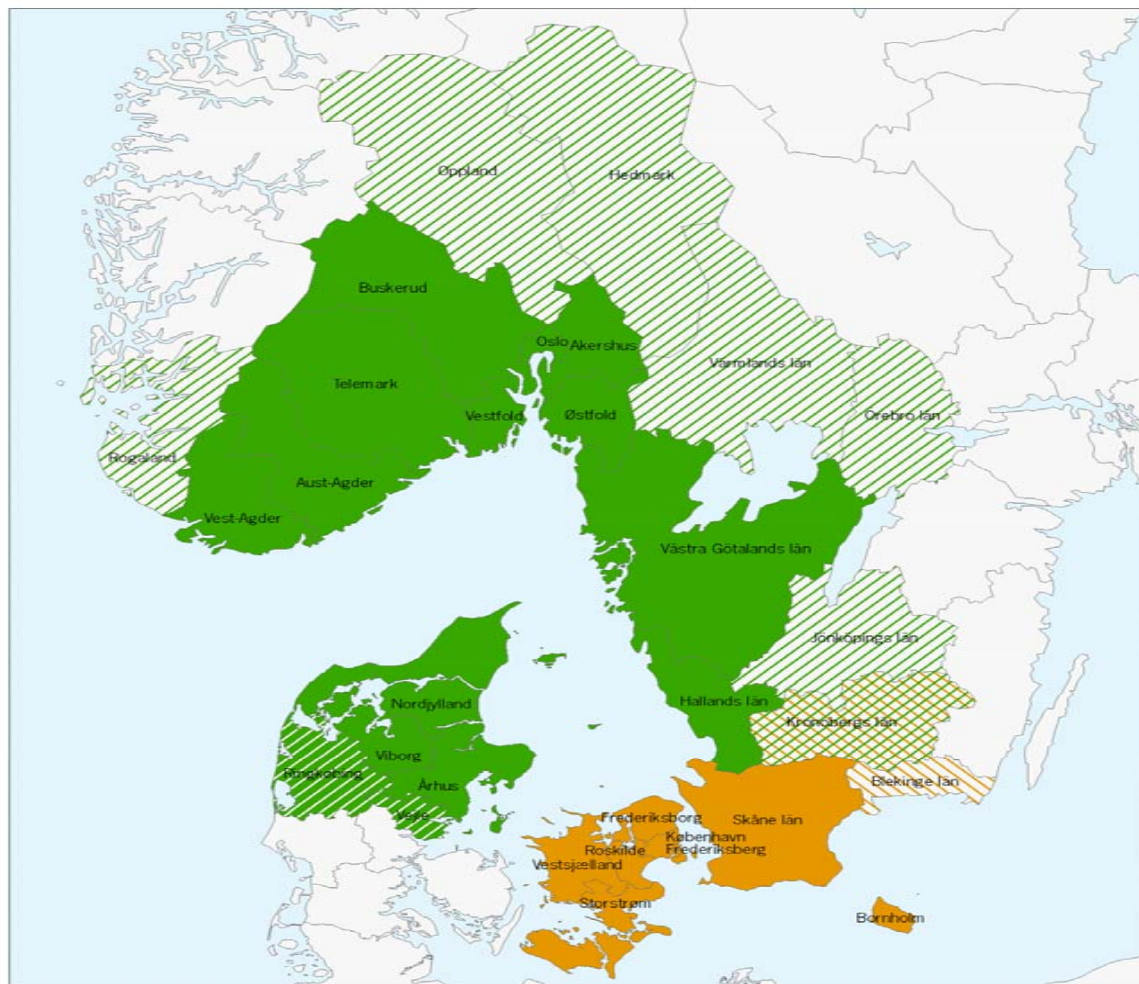 Øppland
Hedmark
Buskerud
Oslo
Akershus
Värmlands län
Telemark
Vestfold
Østfold
Orebro län
Rogaland
Aust-Agder
Vest-Agder
Västra Götalands län
Jönköpings län
Hallands län
Nordjylland
Kronobergs län
Viborg
Ringkøbing
Århus
Blekinge län
Vejle
Frederiksborg
Skåne län
København
Roskilde
Frederiksberg
Vestsjælland
Storstrøm
Bornholm